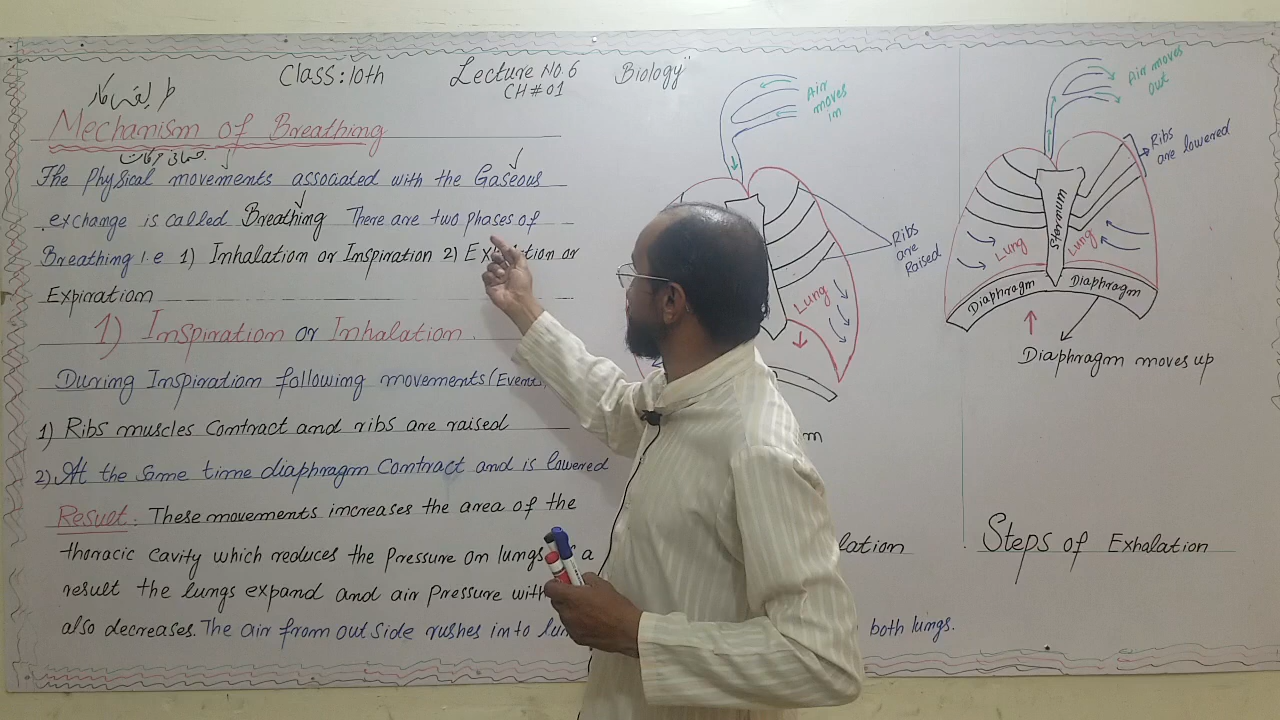 Class:10th Lecture No.6 Biology"
CH#01
طریقہ کار
Mechanism of Breathing
جسمانی حرکات
The Physical movements associated with the Gaseous
exchange is called Breathing There are two phases of
Breathing i.e 1) Inhalation or Inspiration 2) or
Expiration
1) Inspiration or Inhalation.
During Inspiration following movements (Event
1) Ribs muscles Contract and ribs are raised
2) At the Same time diaphragm Contract and is lowered
Result: These movements increases the area of the
thoracic cavity which reduces the Pressure on lungs. a
result the lungs expand and air Pressure with
also decreases. The air from out side rushes into both lungs.
Air
moves
in
Ribs
are
Raised
Lung
m
lation
Air moves
out
Ribs
are lowered
Sternum
Lung
Lung
Diaphragm
Diaphragm
Diaphragm moves up
Steps of Exhalation